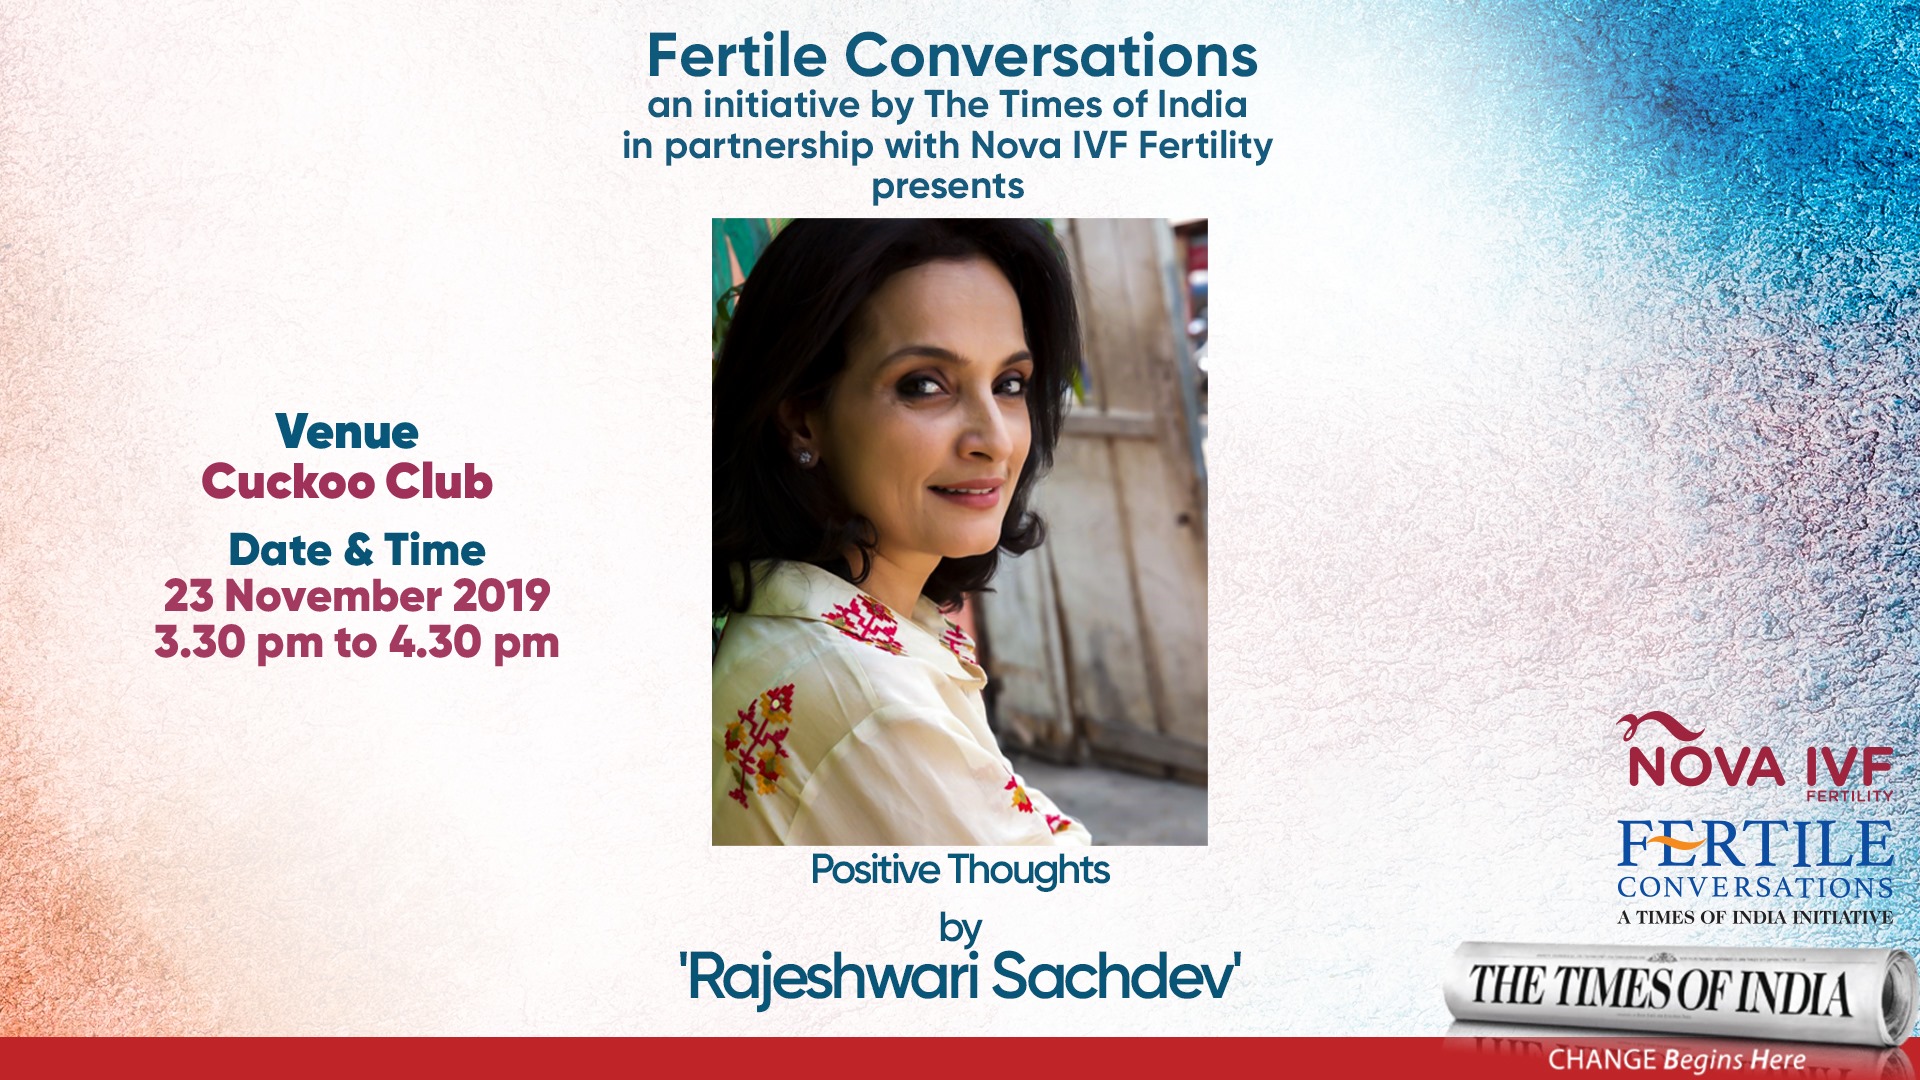 Fertile Conversations
an initiative by The Times of India
in partnership with Nova IVF Fertility
presents
Venue
Cuckoo Club
Date & Time
23 November 2019
3.30 pm to 4.30 pm
Positive Thoughts
by
'Rajeshwari Sachdev'
NOVA IVF
FERTILITY
FERTILE
CONVERSATIONS
A TIMES OF INDIA INITIATIVE
THE TIMES OF INDIA
CHANGE Begins Here